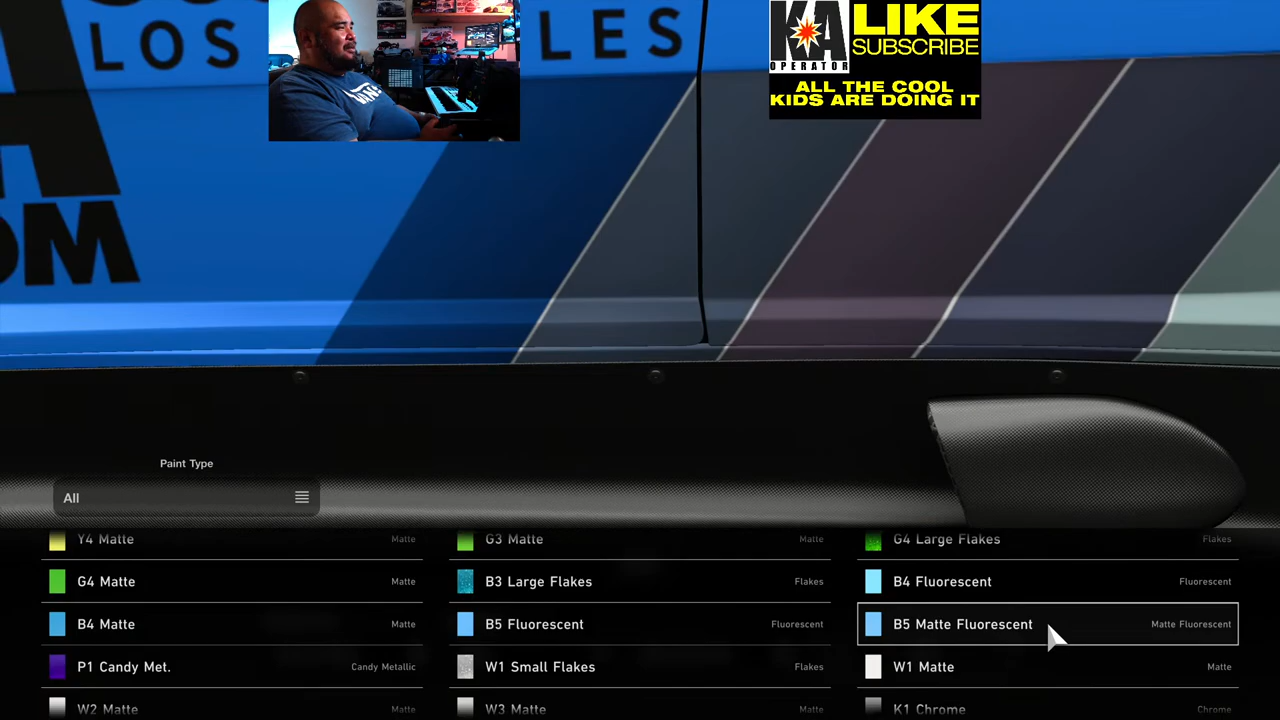 LOS
LES
OM
KA
OPERATOR
LIKE
SUBSCRIBE
ALL THE COOL
KIDS ARE DOING IT
VANS
Paint Type
All
Y4 Matte Matte
G3 Matte Matte
G4 Large Flakes Flakes
G4 Matte Matte
B3 Large Flakes Flakes
B4 Fluorescent Fluorescent
B4 Matte Matte
B5 Fluorescent Fluorescent
B5 Matte Fluorescent Matte Fluorescent
P1 Candy Met. Candy Metallic
W1 Small Flakes Flakes
W1 Matte Matte
W2 Matte Matte
W3 Matte Matte
K1 Chrome Chrome